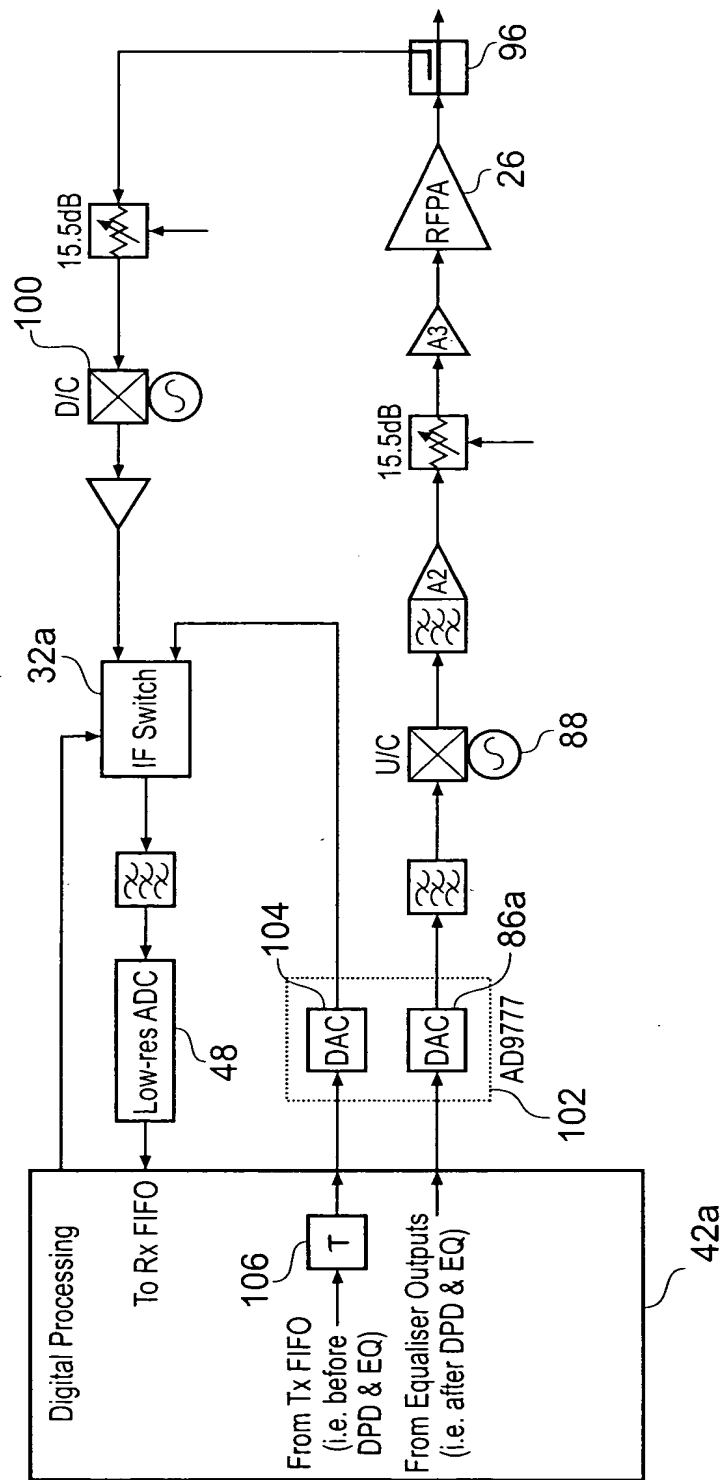 Digital Processing
To Rx FIFO
From Tx FIFO
(i.e. before
DPD & EQ)
106
T
From Equaliser Outputs
(i.e. after DPD & EQ)
42a
Low-res ADC
48
32a
IF Switch
D/C
100
15.5dB
104
DAC
DAC
86a
AD9777
102
U/C
88
A2
15.5dB
A3
RFPA
26
96